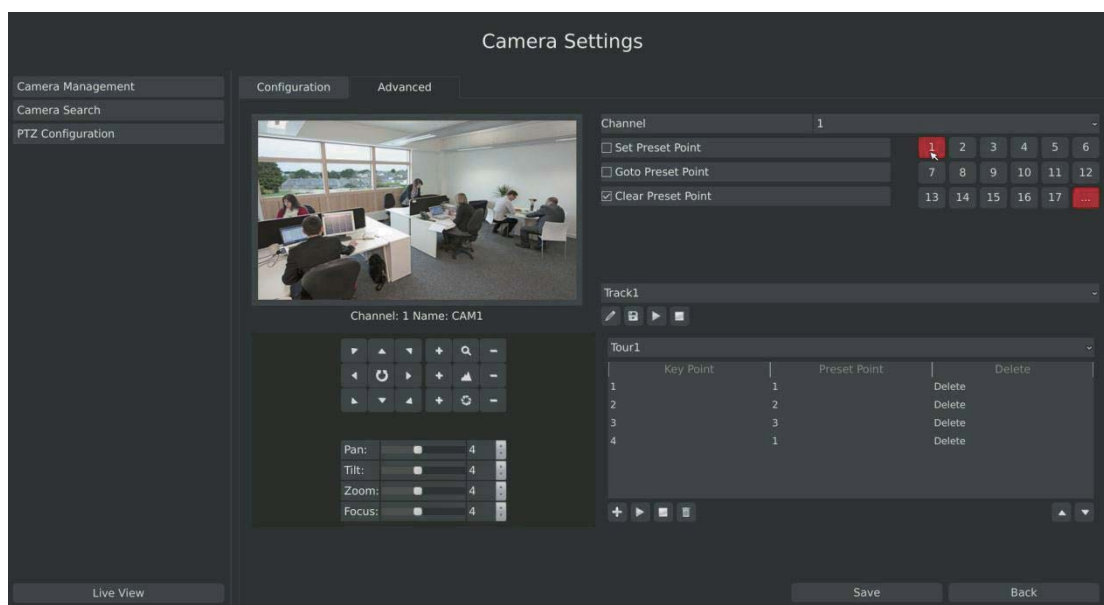 Camera Settings
Camera Management
Camera Search
PTZ Configuration
Configuration Advanced
Channel 1
Set Preset Point
1 2 3 4 5 6
Goto Preset Point
7 8 9 10 11 12
Clear Preset Point
13 14 15 16 17 ...
Channel: 1 Name: CAM1
Pan: 4
Tilt: 4
Zoom: 4
Focus: 4
Track1
Tour1
Key Point Preset Point Delete
1 1 Delete
2 2 Delete
3 3 Delete
4 1 Delete
Live View
Save Back